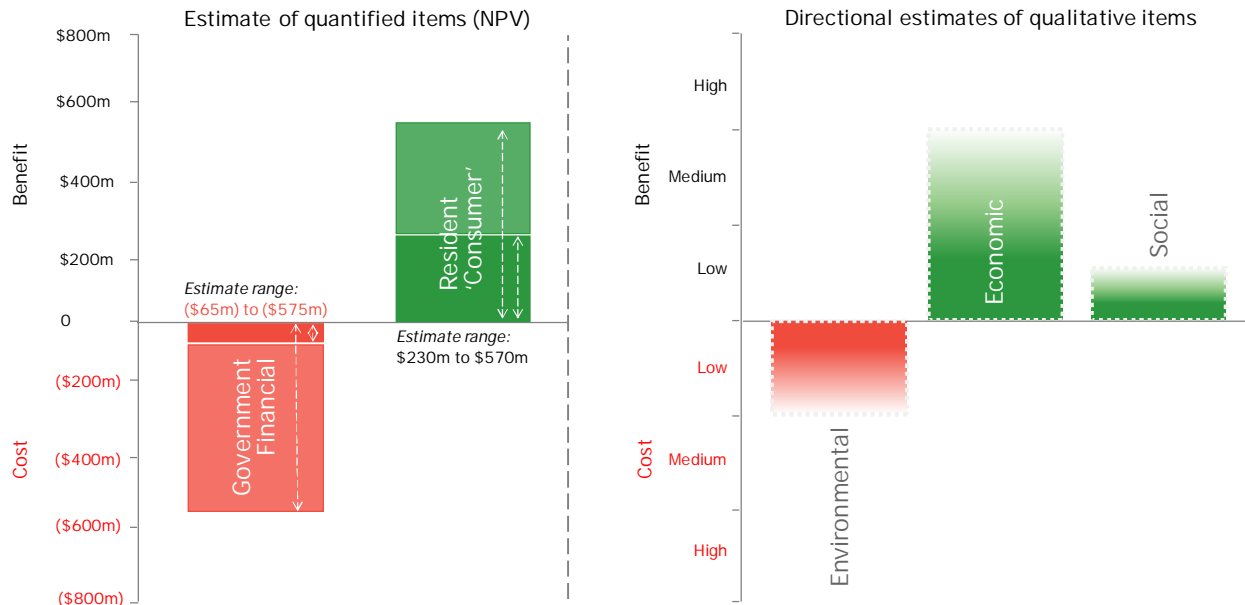 Estimate of quantified items (NPV)
$800m
$600m
$400m
$200m
0
($200m)
($400m)
($600m)
($800m)
Benefit
Cost
Estimate range:
($65m) to ($575m)
Government
Financial
Resident
‘Consumer’
Estimate range:
$230m to $570m
Directional estimates of qualitative items
High
Medium
Low
Low
Medium
High
Benefit
Cost
Environmental
Economic
Social